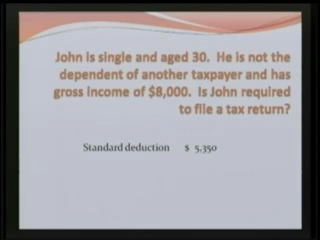 John is single and aged 30. He is not the
dependent of another taxpayer and has
gross income of $8,000. Is John required
to file a tax return?
Standard deduction $ 5,350